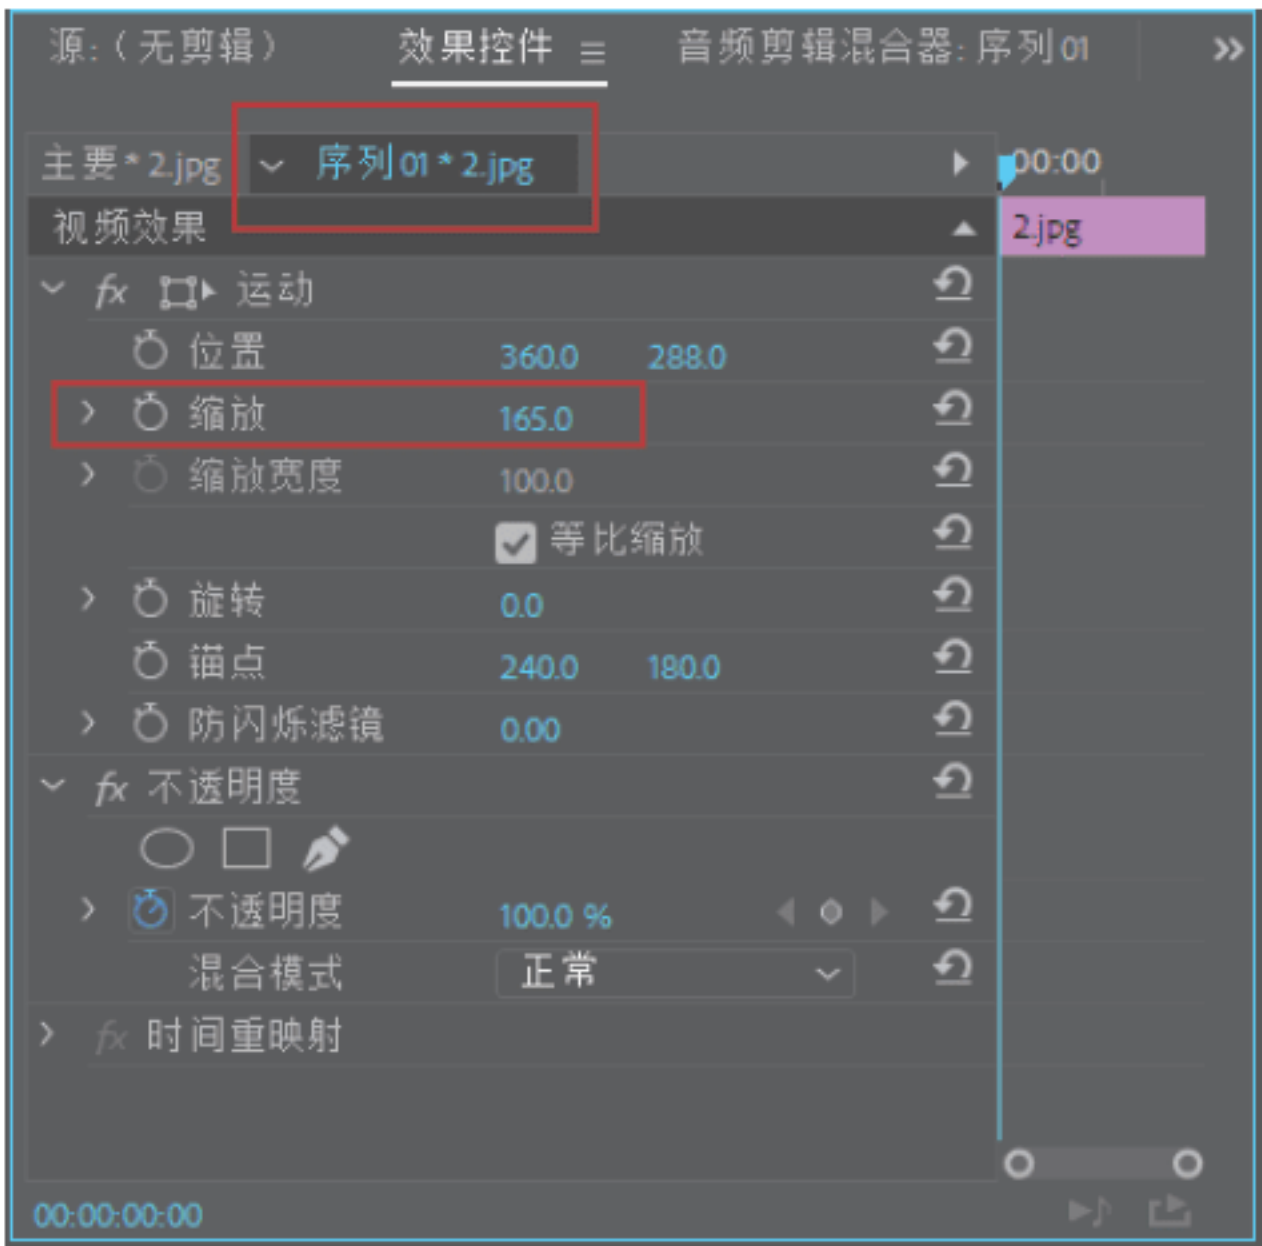 源:（无剪辑） 效果控件 音频剪辑混合器: 序列 01
主要 * 2.jpg 序列 01 * 2.jpg 00:00
视频效果 2.jpg
fx 运动
位置 360.0 288.0
缩放 165.0
缩放宽度 100.0
等比缩放
旋转 0.0
锚点 240.0 180.0
防闪烁滤镜 0.00
fx 不透明度
不透明度 100.0 %
混合模式 正常
fx 时间重映射
00:00:00:00